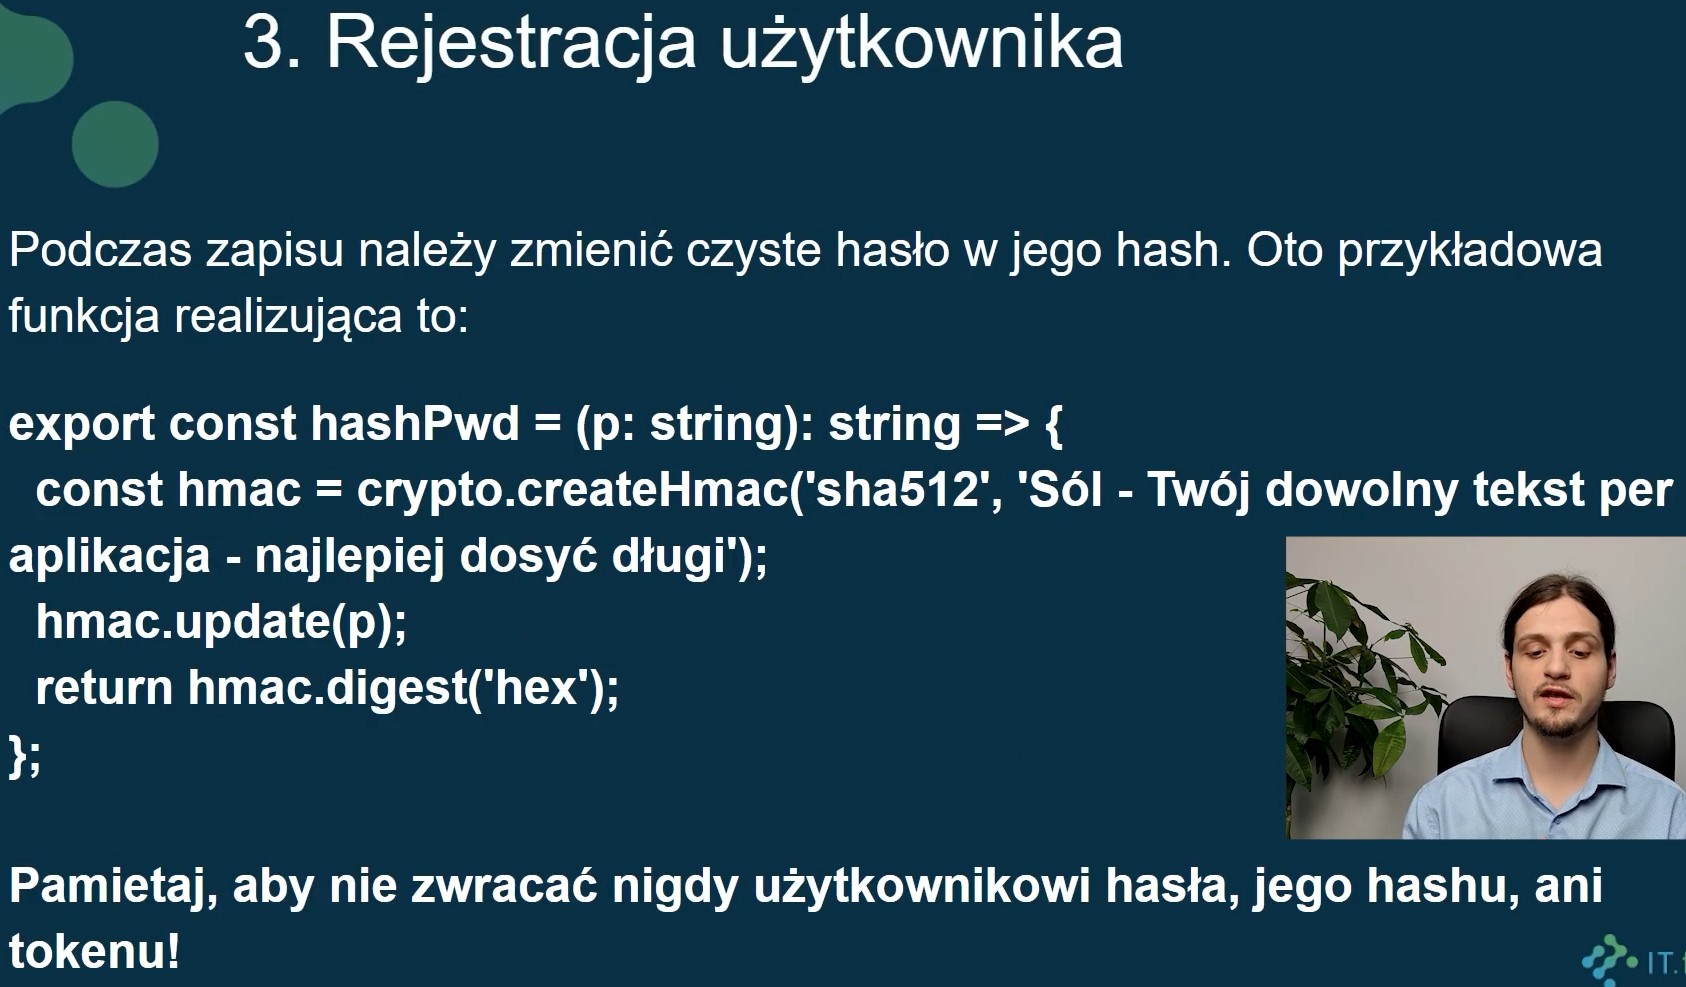 3. Rejestracja użytkownika
Podczas zapisu należy zmienić czyste hasło w jego hash. Oto przykładowa
funkcja realizująca to:
export const hashPwd = (p: string): string => {
const hmac = crypto.createHmac('sha512', 'Sól - Twój dowolny tekst per
aplikacja - najlepiej dosyć długi');
hmac.update(p);
return hmac.digest('hex');
};
Pamietaj, aby nie zwracać nigdy użytkownikowi hasła, jego hashu, ani
tokenu!
IT.